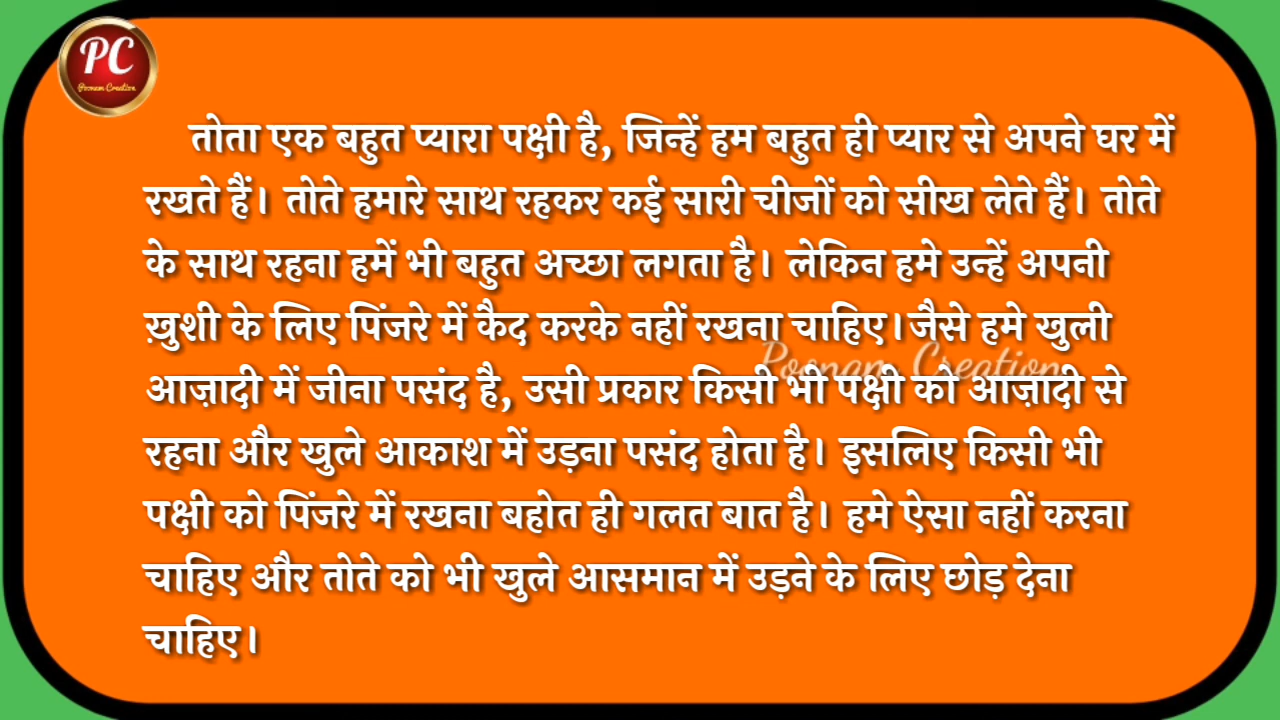 PC
Poonam Creation
तोता एक बहुत प्यारा पक्षी है, जिन्हें हम बहुत ही प्यार से अपने घर में
रखते हैं। तोते हमारे साथ रहकर कई सारी चीजों को सीख लेते हैं। तोते
के साथ रहना हमें भी बहुत अच्छा लगता है। लेकिन हमे उन्हें अपनी
ख़ुशी के लिए पिंजरे में कैद करके नहीं रखना चाहिए।जैसे हमे खुली
Poonam Creation
आज़ादी में जीना पसंद है, उसी प्रकार किसी भी पक्षी को आज़ादी से
रहना और खुले आकाश में उड़ना पसंद होता है। इसलिए किसी भी
पक्षी को पिंजरे में रखना बहोत ही गलत बात है। हमे ऐसा नहीं करना
चाहिए और तोते को भी खुले आसमान में उड़ने के लिए छोड़ देना
चाहिए।